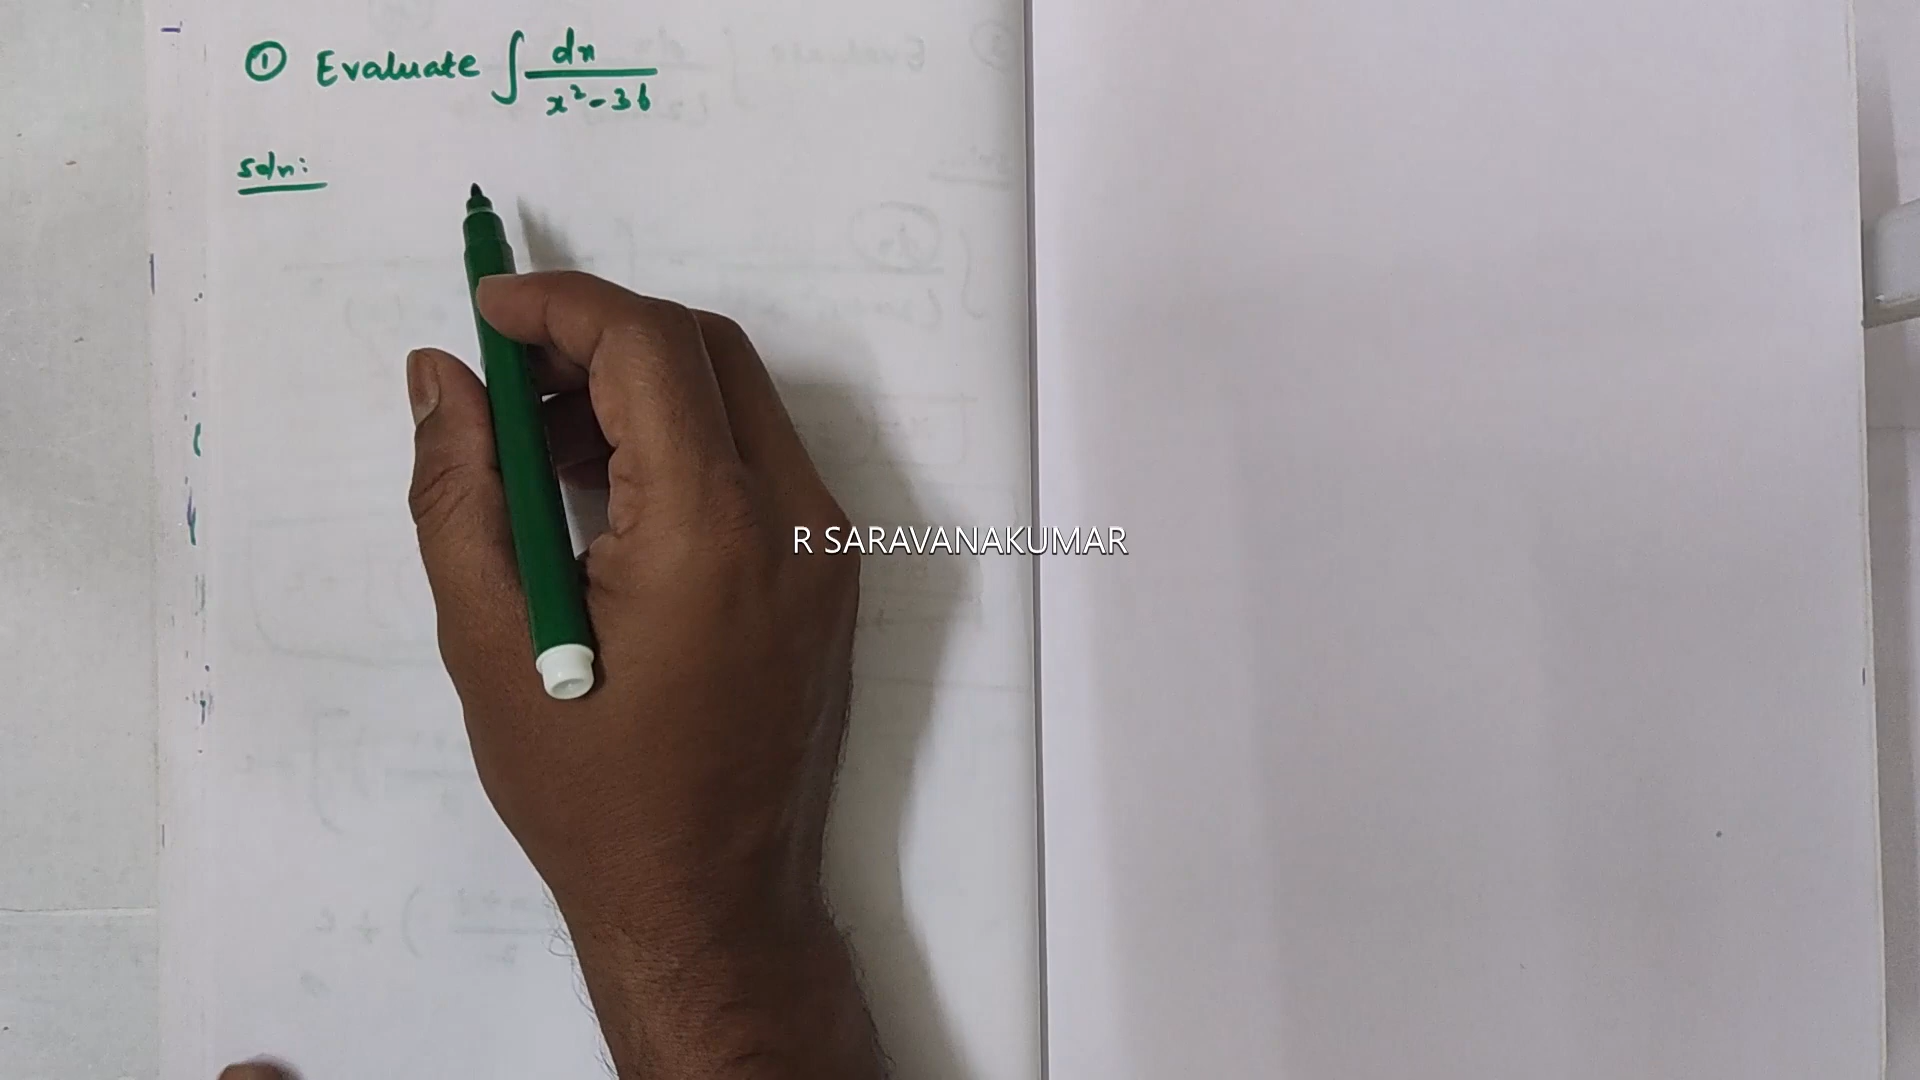 ① Evaluate ∫ dx / x² - 36
Soln:
R SARAVANAKUMAR